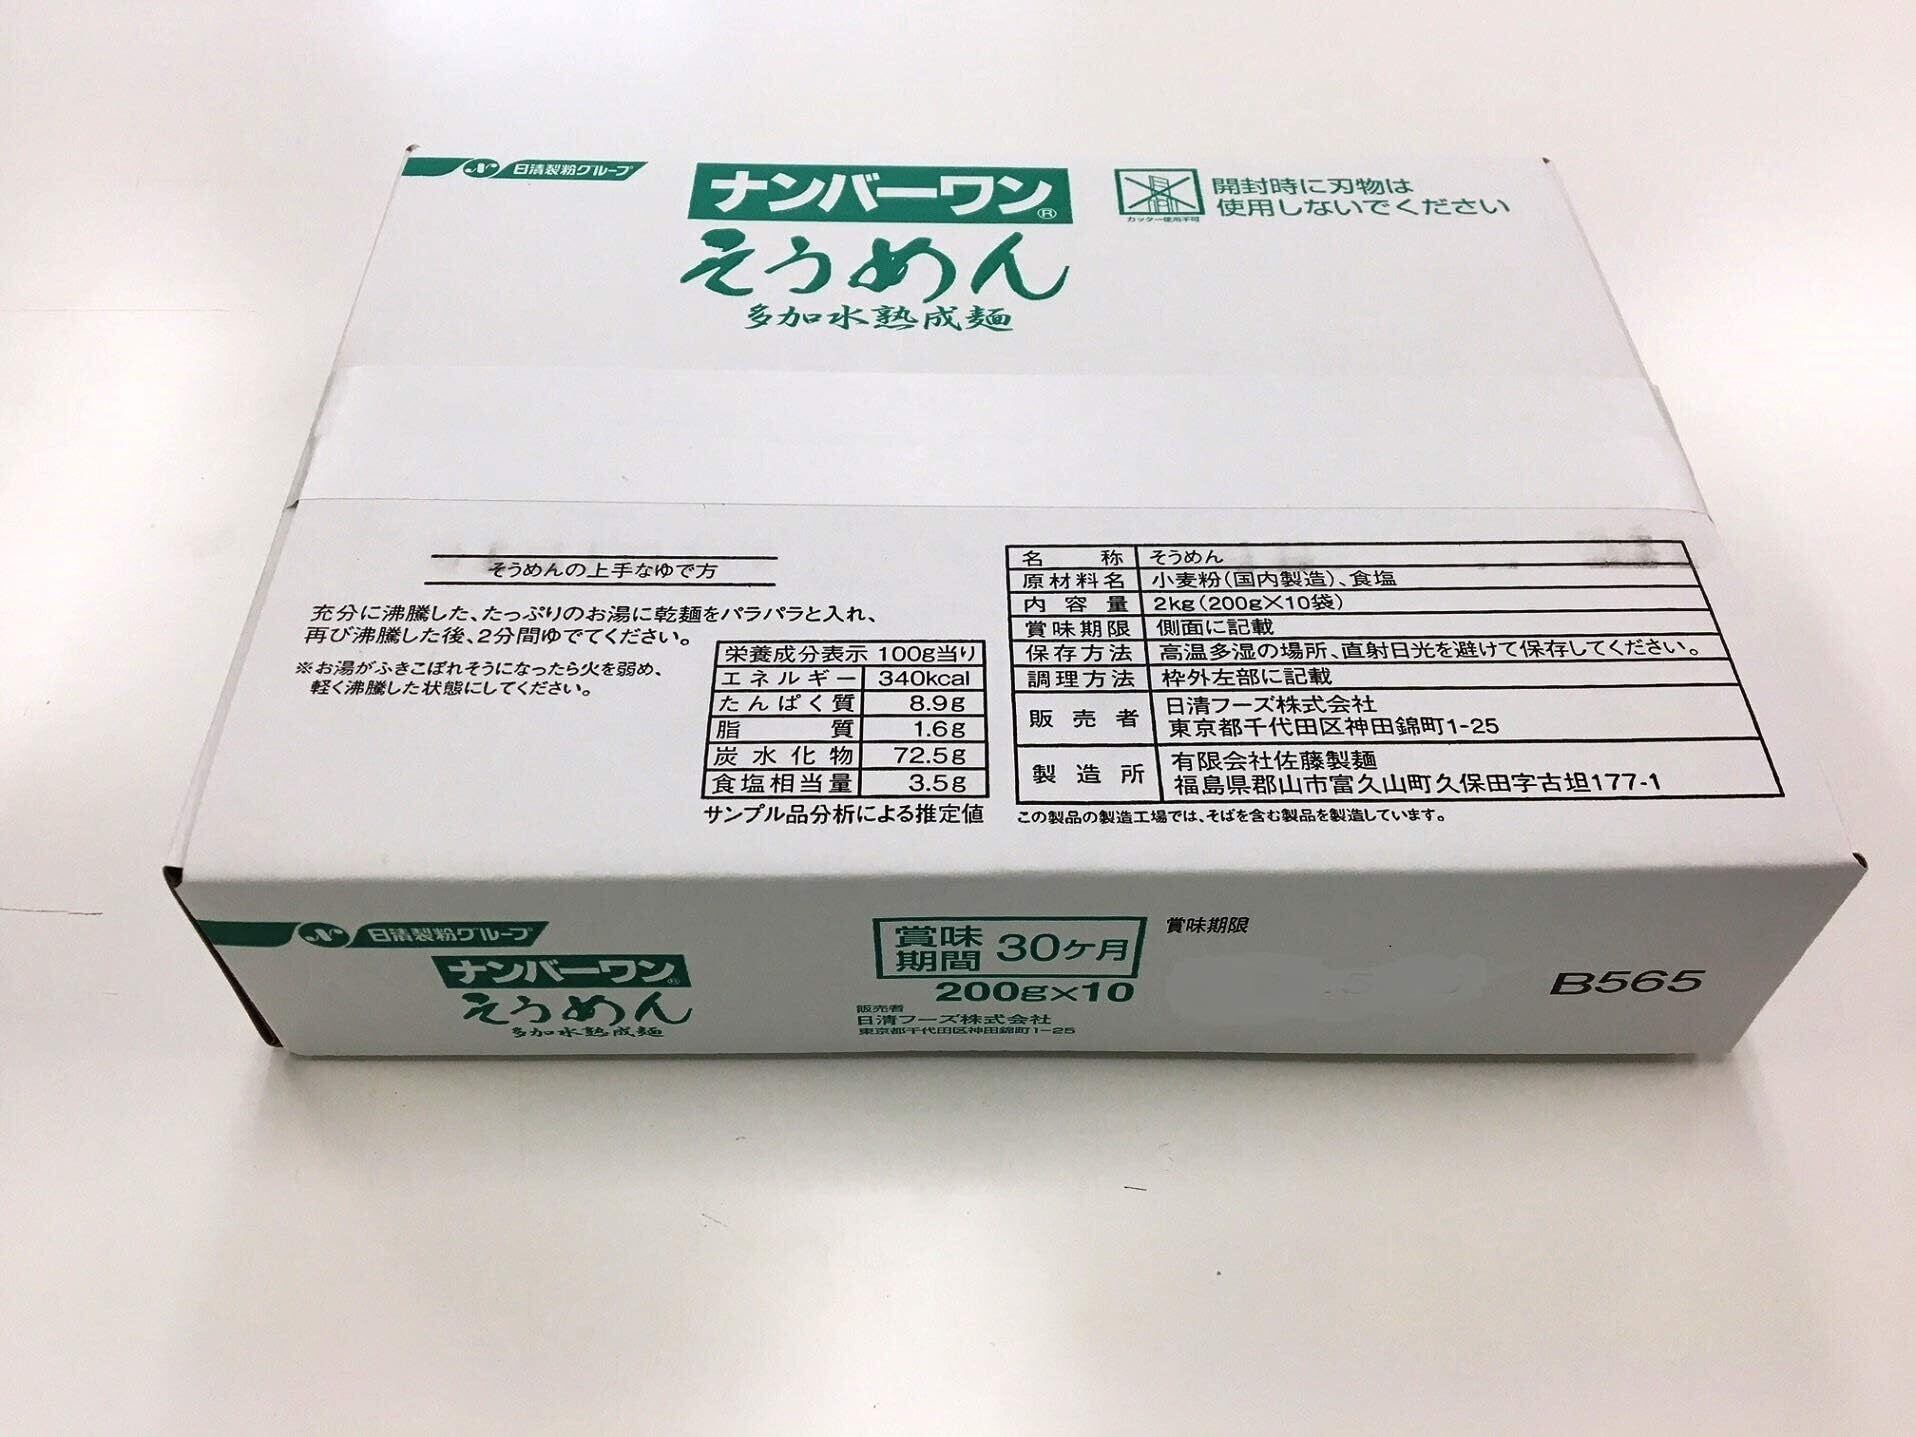 日清製粉グループ
ナンバーワン®
そうめん
多加水熟成麺
カッター使用不可
開封時に刃物は
使用しないでください
そうめんの上手なゆで方
充分に沸騰した、たっぷりのお湯に乾麺をパラパラと入れ、
再び沸騰した後、2分間ゆでてください。
※お湯がふきこぼれそうになったら火を弱め、
軽く沸騰した状態にしてください。
栄養成分表示 100g当り
エネルギー 340kcal
たんぱく質 8.9g
脂質 1.6g
炭水化物 72.5g
食塩相当量 3.5g
サンプル品分析による推定値
名称 そうめん
原材料名 小麦粉(国内製造)、食塩
内容量 2kg(200g×10袋)
賞味期限 側面に記載
保存方法 高温多湿の場所、直射日光を避けて保存してください。
調理方法 枠外左部に記載
販売者 日清フーズ株式会社
東京都千代田区神田錦町1-25
製造所 有限会社佐藤製麺
福島県郡山市富久山町久保田字古坦177-1
この製品の製造工場では、そばを含む製品を製造しています。
日清製粉グループ
ナンバーワン®
そうめん
多加水熟成麺
賞味期間 30ヶ月
200g×10
販売者
日清フーズ株式会社
東京都千代田区神田錦町1-25
賞味期限
B565